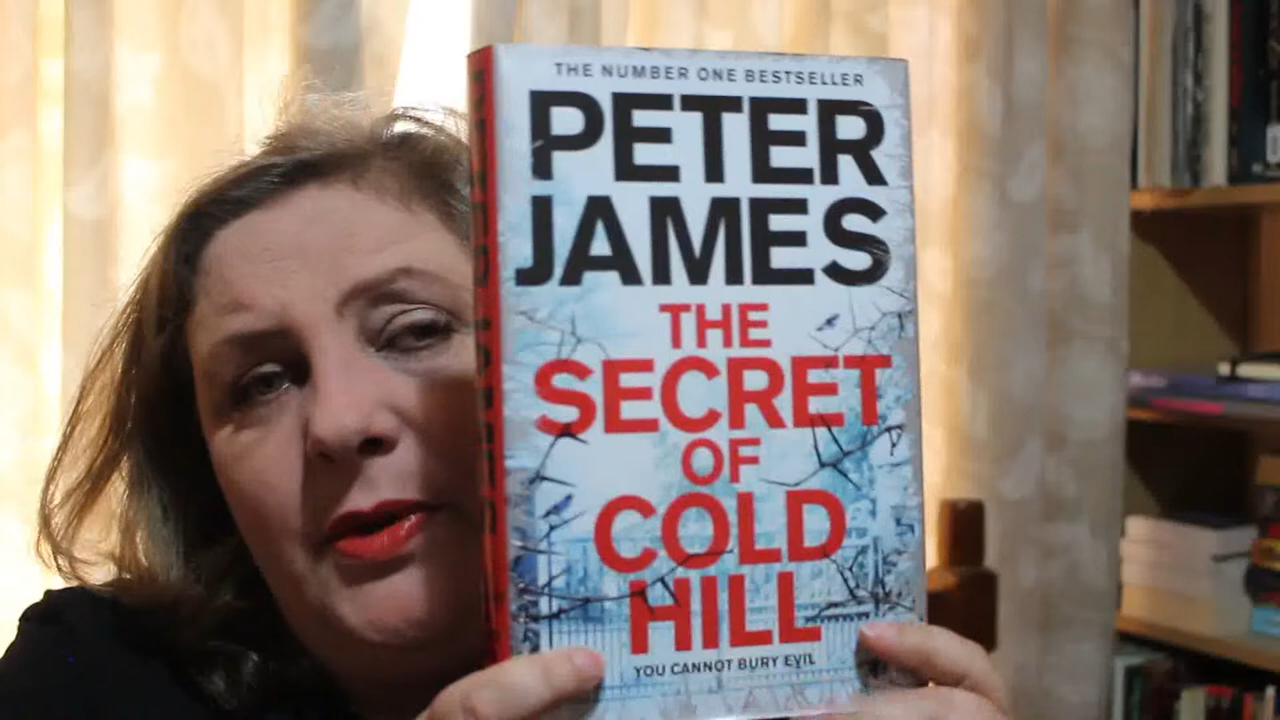 THE NUMBER ONE BESTSELLER
PETER
JAMES
THE
SECRET
OF
COLD
HILL
YOU CANNOT BURY EVIL